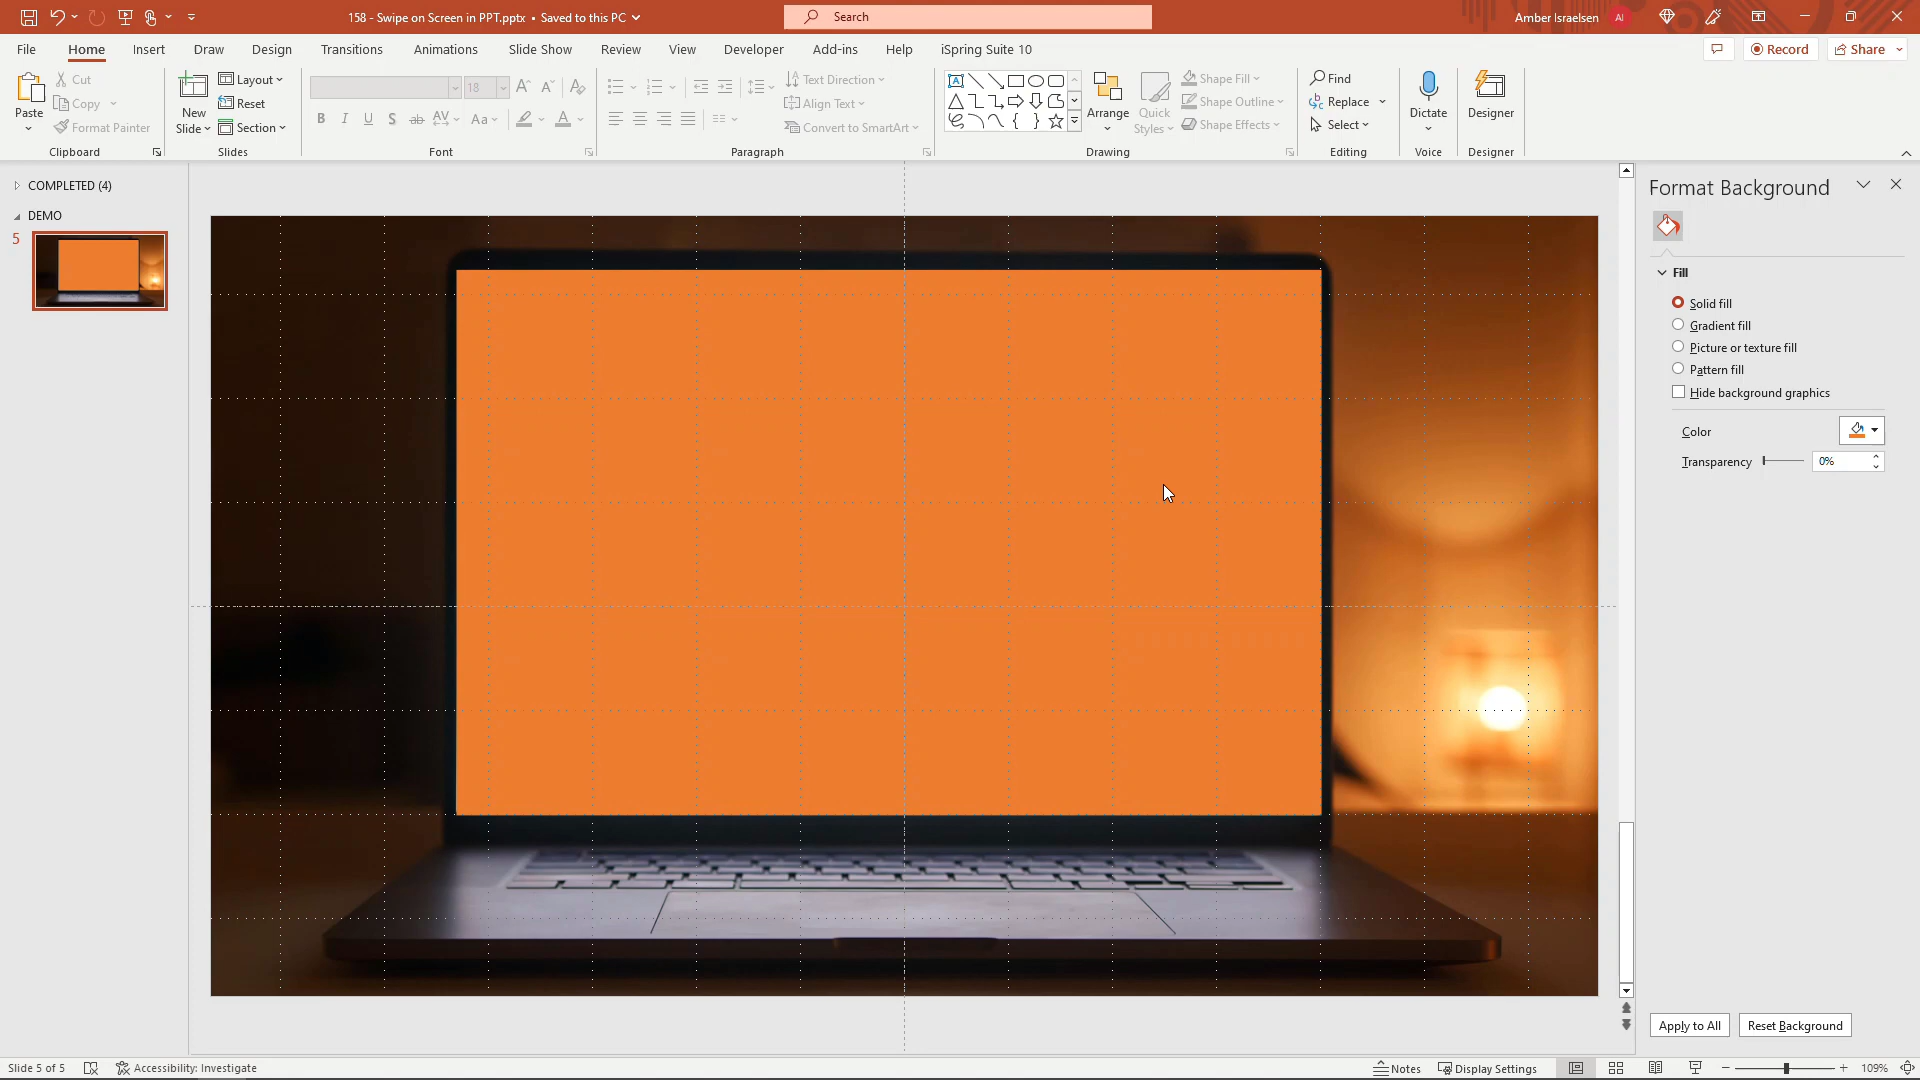 158 - Swipe on Screen in PPT.pptx • Saved to this PC
Search
Amber Israelsen
AI
File
Home
Insert
Draw
Design
Transitions
Animations
Slide Show
Review
View
Developer
Add-ins
Help
iSpring Suite 10
Record
Share
Paste
Cut
Copy
Format Painter
Clipboard
New
Slide
Layout
Reset
Section
Slides
18
Aa
Font
Text Direction
Align Text
Convert to SmartArt
Paragraph
Arrange
Quick
Styles
Shape Fill
Shape Outline
Shape Effects
Drawing
Find
Replace
Select
Editing
Dictate
Voice
Designer
Designer
COMPLETED (4)
DEMO
5
Format Background
Fill
Solid fill
Gradient fill
Picture or texture fill
Pattern fill
Hide background graphics
Color
Transparency
0%
Apply to All
Reset Background
Slide 5 of 5
Accessibility: Investigate
Notes
Display Settings
109%